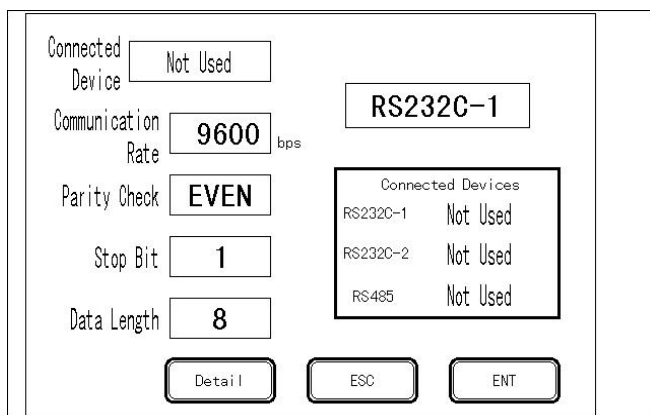 Connected Device
Not Used
RS232C-1
Communication Rate
9600 bps
Parity Check
EVEN
Connected Devices
RS232C-1 Not Used
Stop Bit
1
RS232C-2 Not Used
RS485 Not Used
Data Length
8
Detail
ESC
ENT